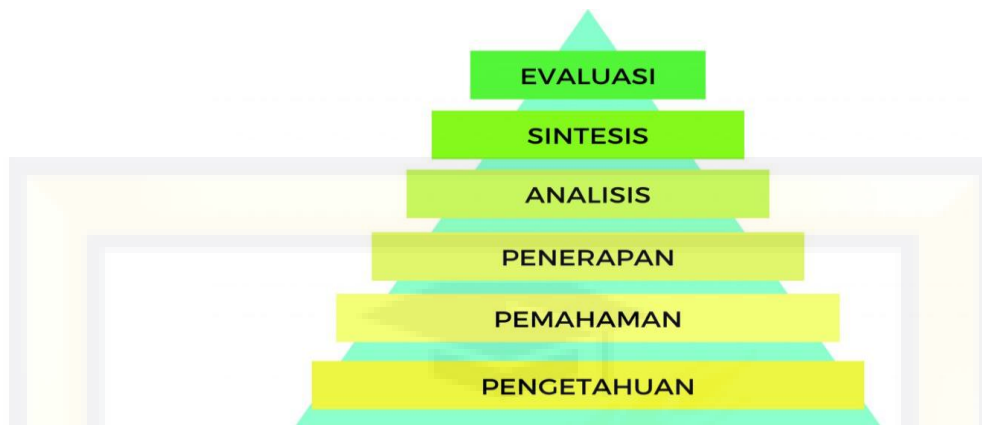 EVALUASI
SINTESIS
ANALISIS
PENERAPAN
PEMAHAMAN
PENGETAHUAN